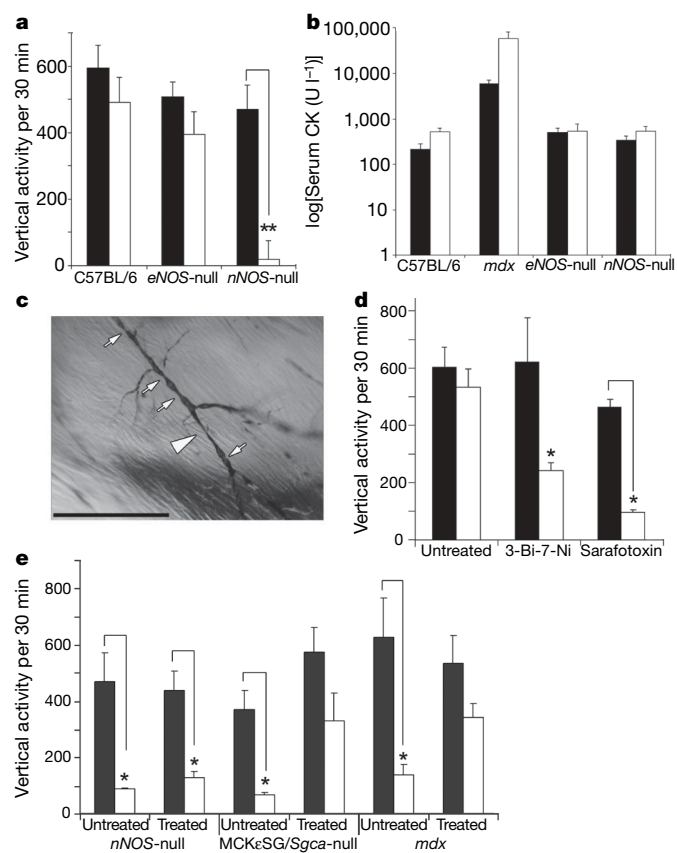 a
Vertical activity per 30 min
600
400
200
0
**
C57BL/6 eNOS-null nNOS-null
b
log[Serum CK (U l⁻¹)]
100,000
10,000
1,000
100
10
1
C57BL/6 mdx eNOS-null nNOS-null
c
d
Vertical activity per 30 min
800
600
400
200
0
*
*
Untreated 3-Bi-7-Ni Sarafotoxin
e
Vertical activity per 30 min
800
600
400
200
0
* * * *
Untreated Treated Untreated Treated Untreated Treated
nNOS-null MCKεSG/Sgca-null mdx